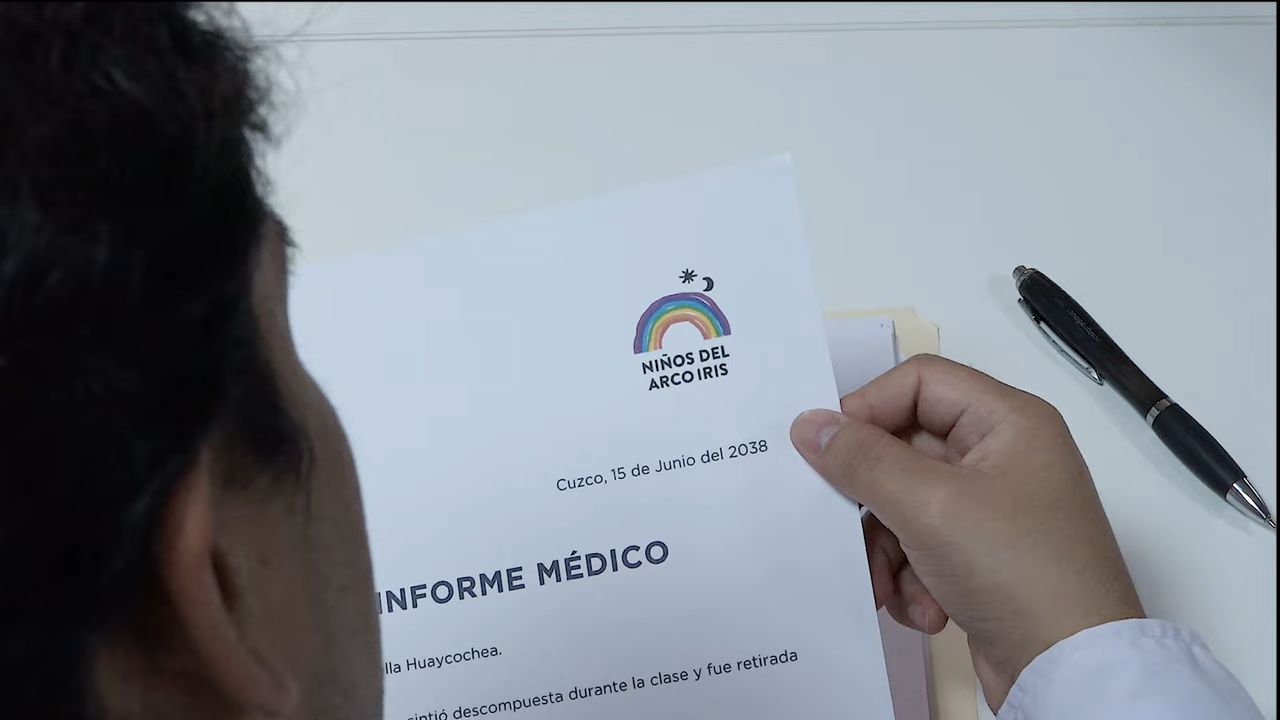 NIÑOS DEL
ARCO IRIS
Cuzco, 15 de Junio del 2038
INFORME MÉDICO
Huaycochea.
descompuesta durante la clase y fue retirada